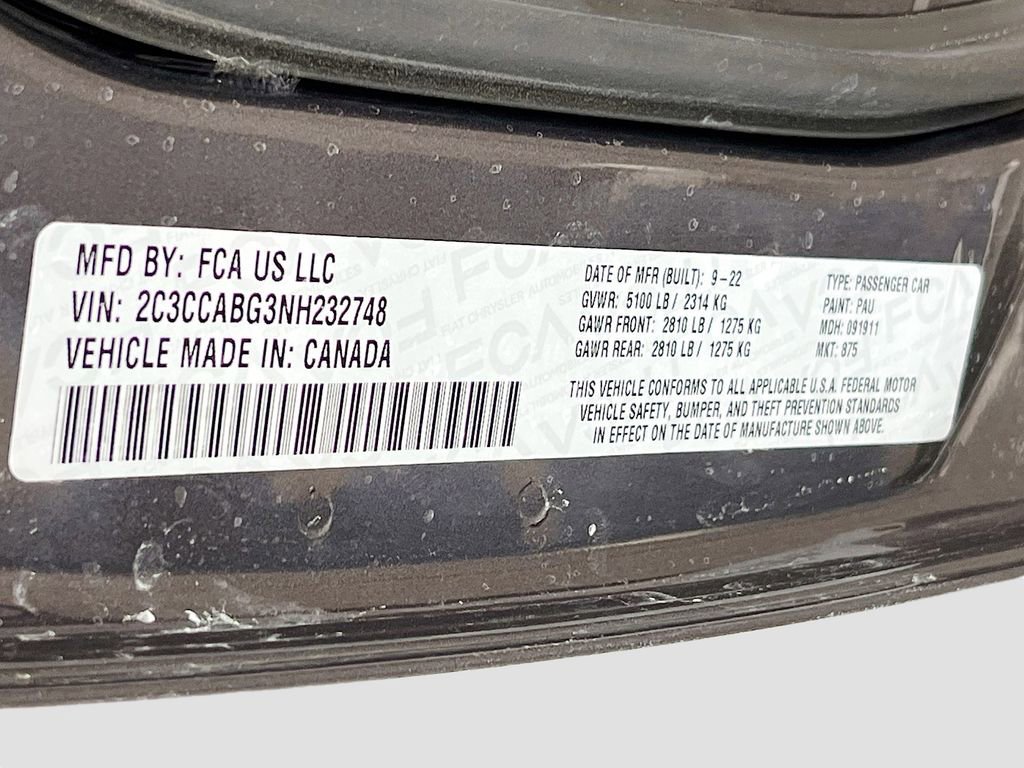 MFD BY: FCA US LLC
VIN: 2C3CCABG3NH232748
VEHICLE MADE IN: CANADA
DATE OF MFR (BUILT): 9-22
GVWR: 5100 LB / 2314 KG
GAWR FRONT: 2810 LB / 1275 KG
GAWR REAR: 2810 LB / 1275 KG
TYPE: PASSENGER CAR
PAINT: PAU
MDH: 091911
MKT: 875
THIS VEHICLE CONFORMS TO ALL APPLICABLE U.S.A. FEDERAL MOTOR
VEHICLE SAFETY, BUMPER, AND THEFT PREVENTION STANDARDS
IN EFFECT ON THE DATE OF MANUFACTURE SHOWN ABOVE.